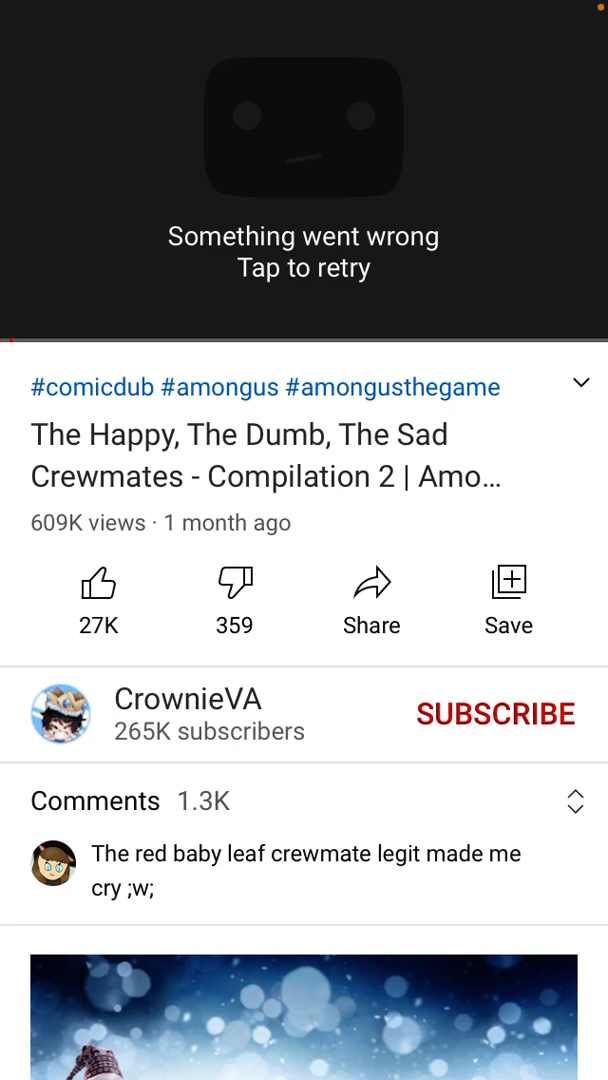 Something went wrong
Tap to retry
#comicdub #amongus #amongusthegame
The Happy, The Dumb, The Sad
Crewmates - Compilation 2 | Amo...
609K views · 1 month ago
27K
359
Share
Save
CrownieVA
265K subscribers
SUBSCRIBE
Comments 1.3K
The red baby leaf crewmate legit made me
cry ;w;